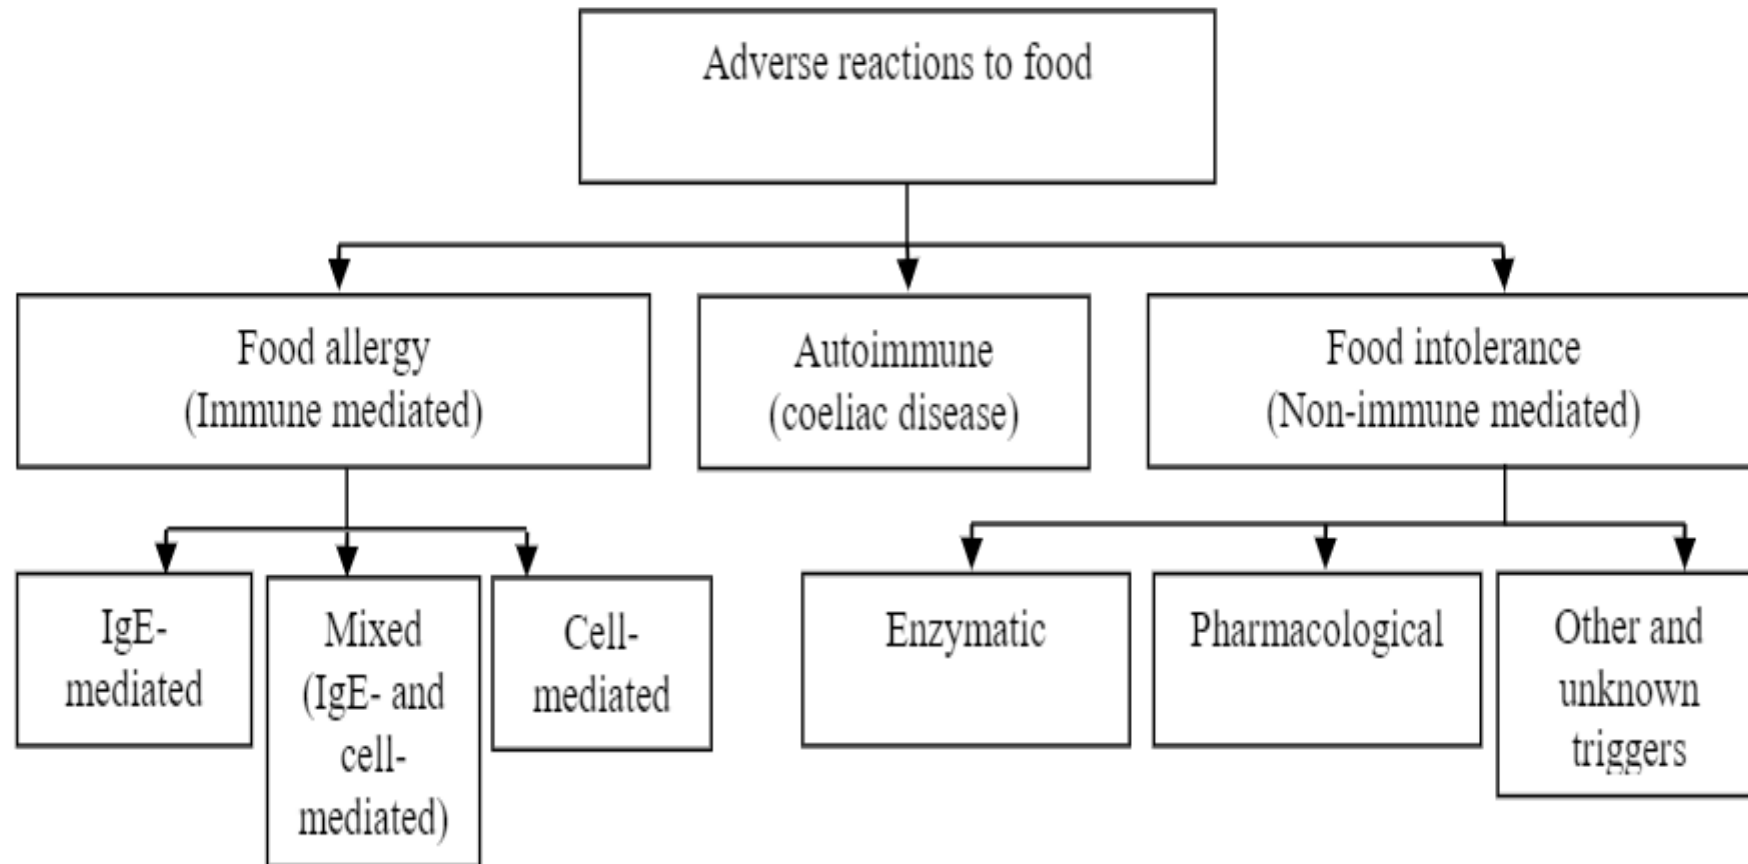 Adverse reactions to food
Food allergy
(Immune mediated)
Autoimmune
(coeliac disease)
Food intolerance
(Non-immune mediated)
IgE-
mediated
Mixed
(IgE- and
cell-
mediated)
Cell-
mediated
Enzymatic
Pharmacological
Other and
unknown
triggers